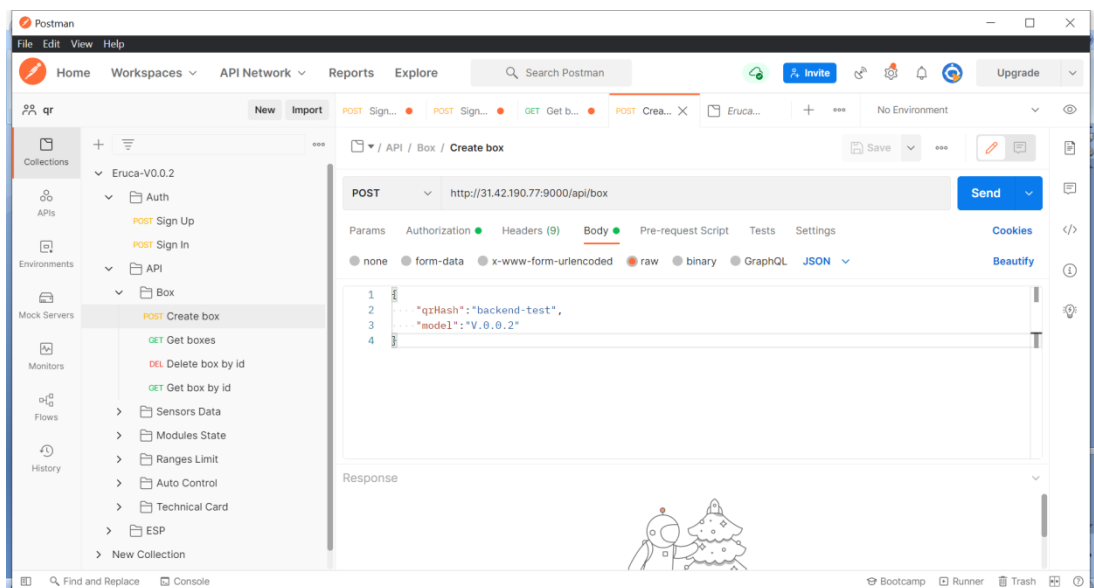 Postman
File Edit View Help
Home Workspaces API Network Reports Explore Search Postman Invite Upgrade
qr New Import POST Sign... POST Sign... GET Get b... POST Crea... Eruca... No Environment
Collections
APIs
Environments
Mock Servers
Monitors
Flows
History
Eruca-V0.0.2
Auth
POST Sign Up
POST Sign In
API
Box
POST Create box
GET Get boxes
DEL Delete box by id
GET Get box by id
Sensors Data
Modules State
Ranges Limit
Auto Control
Technical Card
ESP
New Collection
/ API / Box / Create box Save
POST http://31.42.190.77:9000/api/box Send
Params Authorization Headers (9) Body Pre-request Script Tests Settings Cookies
none form-data x-www-form-urlencoded raw binary GraphQL JSON Beautify
1 {
2 "qrHash":"backend-test",
3 "model":"V.0.0.2"
4 }
Response
Find and Replace Console Bootcamp Runner Trash